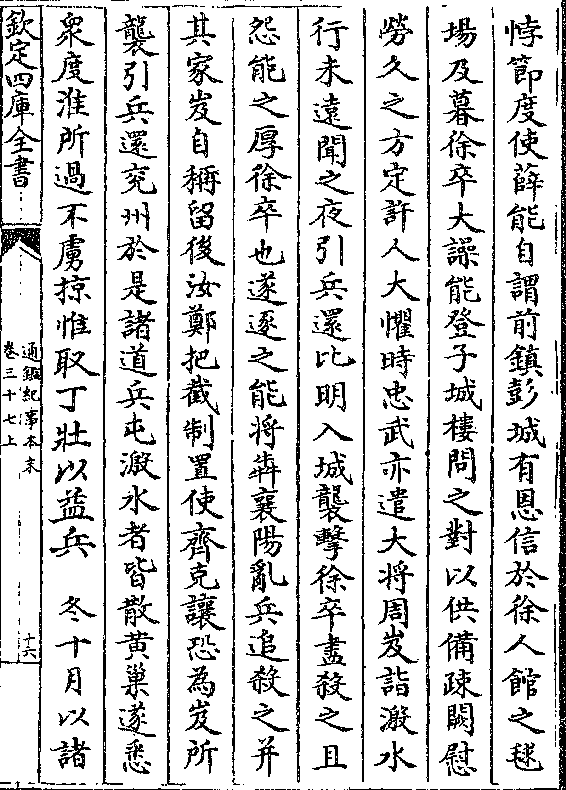 悖節度使薛能自謂前鎮彭城有恩信於徐人館之毬
場及暮徐卒大譟能登子城樓問之對以供備疎闕慰
勞久之方定許人大懼時忠武亦遣大將周岌詣溵水
行未遠聞之夜引兵還比明入城襲擊徐卒盡殺之且
怨能之厚徐卒也遂逐之能將奔襄陽亂兵追殺之并
其家岌自稱留後汝鄭把截制置使齊克讓恐為岌所
襲引兵還兖州於是諸道兵屯溵水者皆散黄巢遂悉
衆度淮所過不虜掠惟取丁壯以益兵　冬十月以諸
欽定四庫全書
通鑑紀事本末
卷三十七上
十六